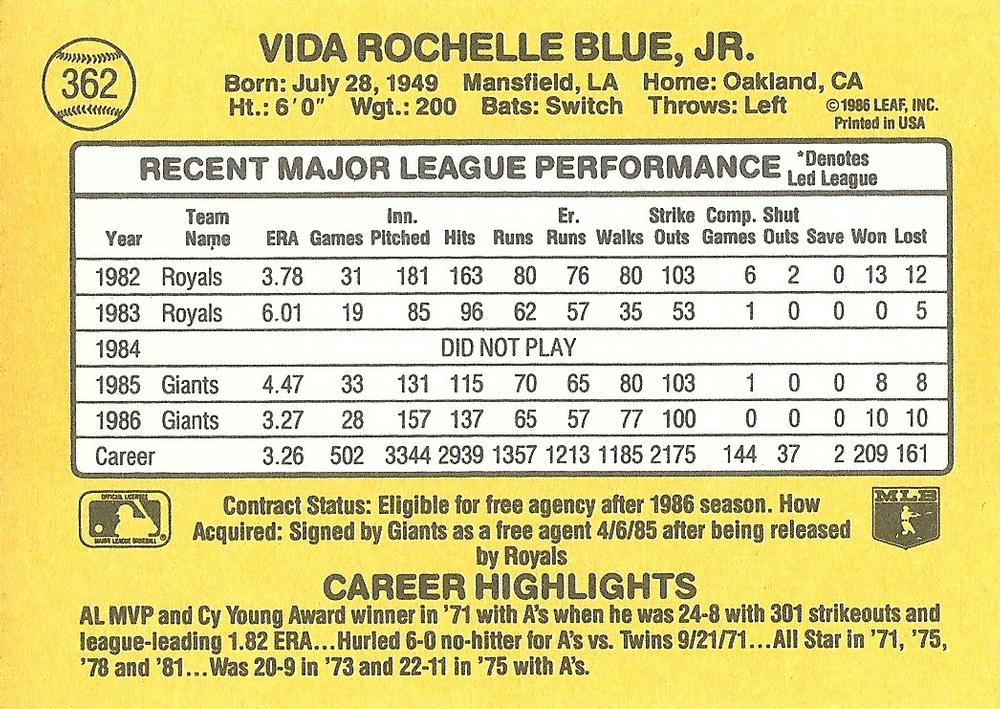 362
VIDA ROCHELLE BLUE, JR.
Born: July 28, 1949 Mansfield, LA Home: Oakland, CA
Ht.: 6'0" Wgt.: 200 Bats: Switch Throws: Left ©1986 LEAF, INC.
Printed in USA
RECENT MAJOR LEAGUE PERFORMANCE *Denotes
Led League
Team Inn. Er. Strike Comp. Shut
Year Name ERA Games Pitched Hits Runs Runs Walks Outs Games Outs Save Won Lost
1982 Royals 3.78 31 181 163 80 76 80 103 6 2 0 13 12
1983 Royals 6.01 19 85 96 62 57 35 53 1 0 0 0 5
1984 DID NOT PLAY
1985 Giants 4.47 33 131 115 70 65 80 103 1 0 0 8 8
1986 Giants 3.27 28 157 137 65 57 77 100 0 0 0 10 10
Career 3.26 502 3344 2939 1357 1213 1185 2175 144 37 2 209 161
OFFICIAL LICENSEE
MAJOR LEAGUE BASEBALL
®
MLB
Contract Status: Eligible for free agency after 1986 season. How
Acquired: Signed by Giants as a free agent 4/6/85 after being released
by Royals
CAREER HIGHLIGHTS
AL MVP and Cy Young Award winner in '71 with A's when he was 24-8 with 301 strikeouts and
league-leading 1.82 ERA...Hurled 6-0 no-hitter for A's vs. Twins 9/21/71...All Star in '71, '75,
'78 and '81...Was 20-9 in '73 and 22-11 in '75 with A's.